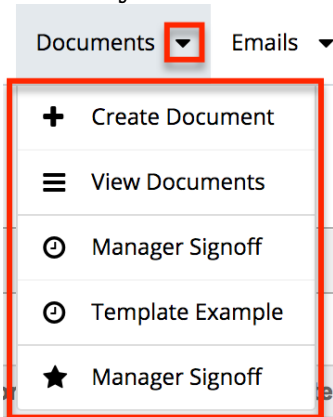 Documents Emails
Create Document
View Documents
Manager Signoff
Template Example
Manager Signoff